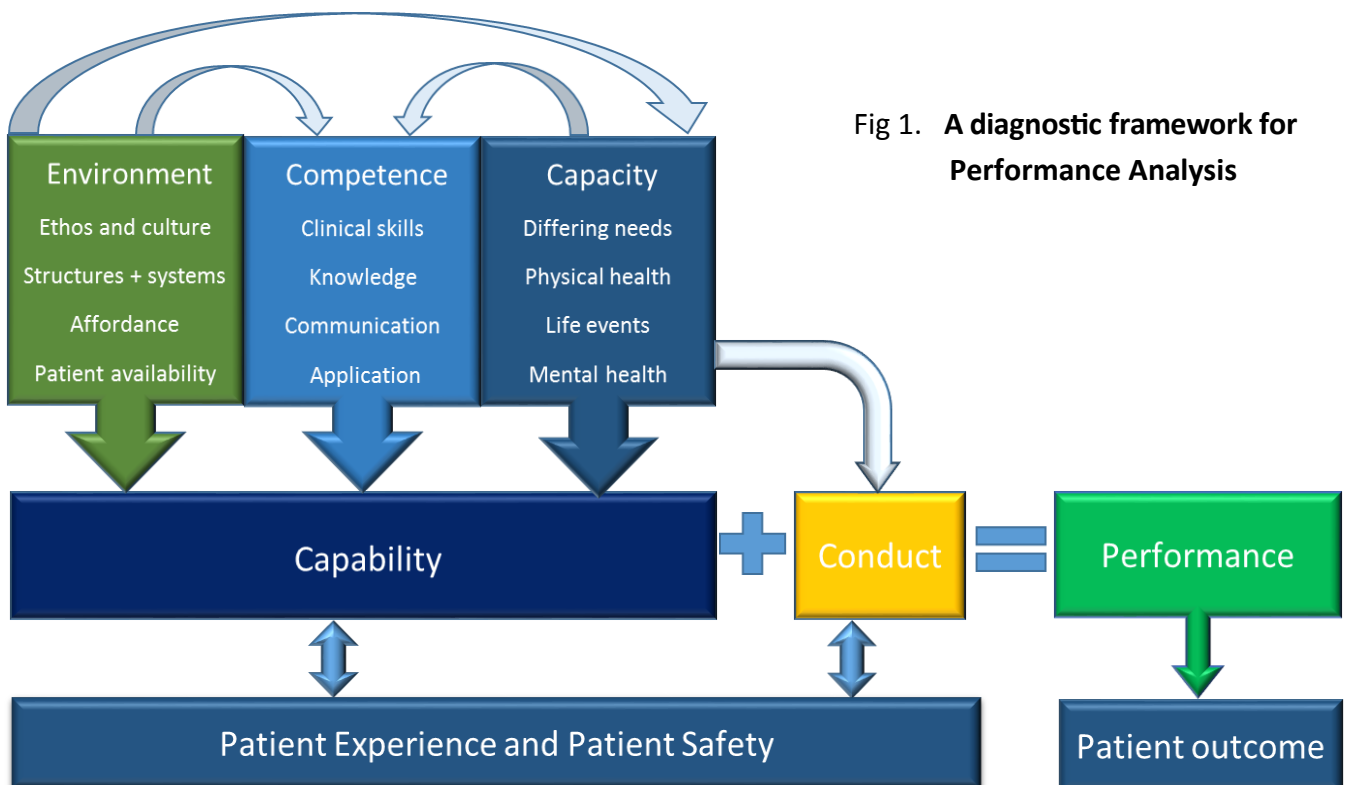 Fig 1. A diagnostic framework for
Performance Analysis
Environment
Ethos and culture
Structures + systems
Affordance
Patient availability
Competence
Clinical skills
Knowledge
Communication
Application
Capacity
Differing needs
Physical health
Life events
Mental health
Capability
Conduct
Performance
Patient Experience and Patient Safety
Patient outcome